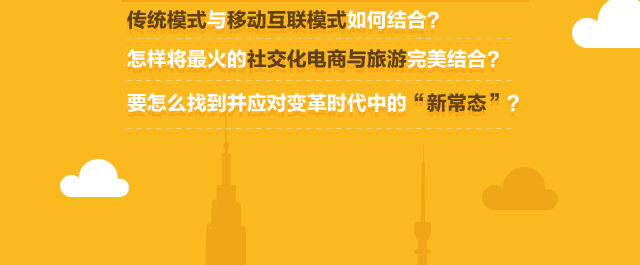 传统模式与移动互联模式如何结合？
怎样将最火的社交化电商与旅游完美结合？
要怎么找到并应对变革时代中的“新常态”？